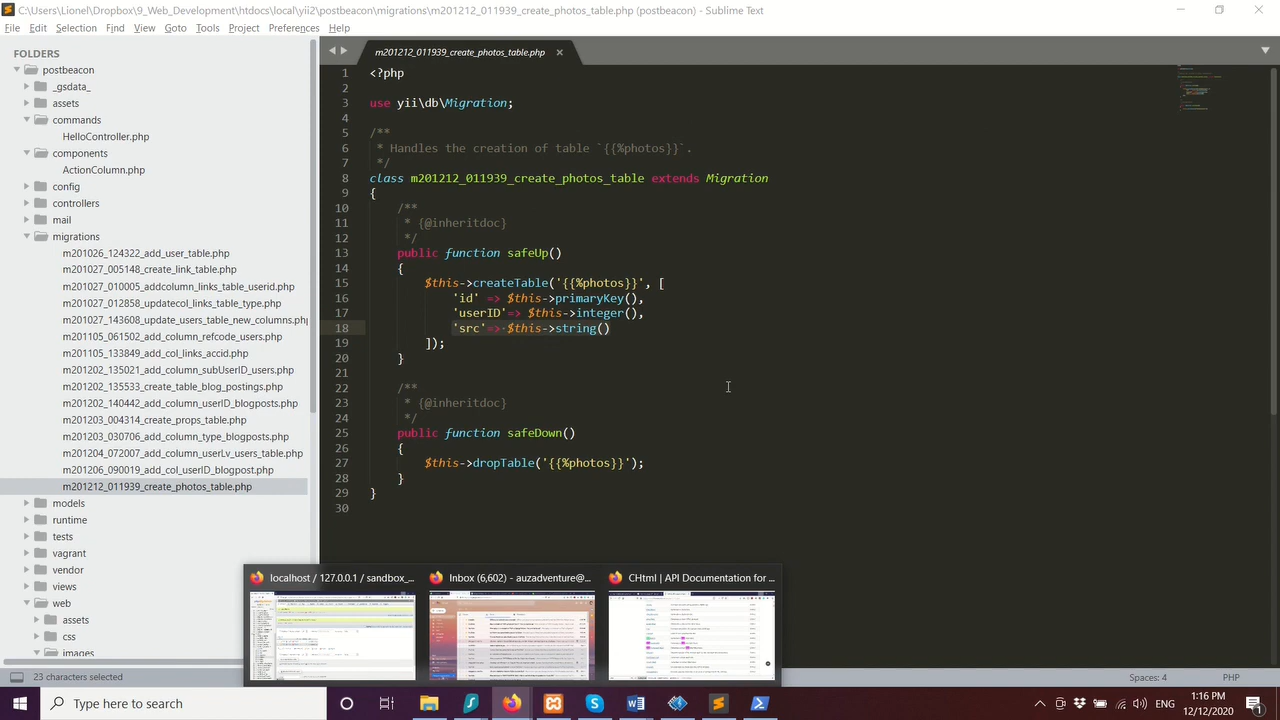 C:\Users\Lionel\Dropbox\9_Web_Development\htdocs\local\yii2\postbeacon\migrations\m201212_011939_create_photos_table.php (postbeacon) - Sublime Text
File Edit Selection Find View Goto Tools Project Preferences Help
FOLDERS
postbeacon
_gsdata_
assets
commands
HelloController.php
components
ActionColumn.php
config
controllers
mail
migrations
m201026_124322_add_user_table.php
m201027_005148_create_link_table.php
m201027_010005_addcolumn_links_table_userid.php
m201027_012858_updatecol_links_table_type.php
m201027_143608_update_users_table_new_columns.php
m201105_061502_add_column_refcode_users.php
m201105_133849_add_col_links_accid.php
m201202_135021_add_column_subUserID_users.php
m201202_135533_create_table_blog_postings.php
m201202_140442_add_column_userID_blogposts.php
m201203_004314_create_props_table.php
m201203_030706_add_column_type_blogposts.php
m201204_072007_add_column_userLv_users_table.php
m201206_090019_add_col_userID_blogpost.php
m201212_011939_create_photos_table.php
models
runtime
tests
vagrant
vendor
views
web
assets
css
images
m201212_011939_create_photos_table.php
1 <?php
2
3 use yii\db\Migration;
4
5 /**
6 * Handles the creation of table `{{%photos}}`.
7 */
8 class m201212_011939_create_photos_table extends Migration
9 {
10 /**
11 * {@inheritdoc}
12 */
13 public function safeUp()
14 {
15 $this->createTable('{{%photos}}', [
16 'id' => $this->primaryKey(),
17 'userID'=> $this->integer(),
18 'src'=> $this->string()
19 ]);
20 }
21
22 /**
23 * {@inheritdoc}
24 */
25 public function safeDown()
26 {
27 $this->dropTable('{{%photos}}');
28 }
29 }
30
localhost / 127.0.0.1 / sandbox_...
Inbox (6,602) - auzadventure@...
CHtml | API Documentation for ...
23 characters selected
Spaces: 4
PHP
Type here to search
ENG
1:16 PM
12/12/2020
1